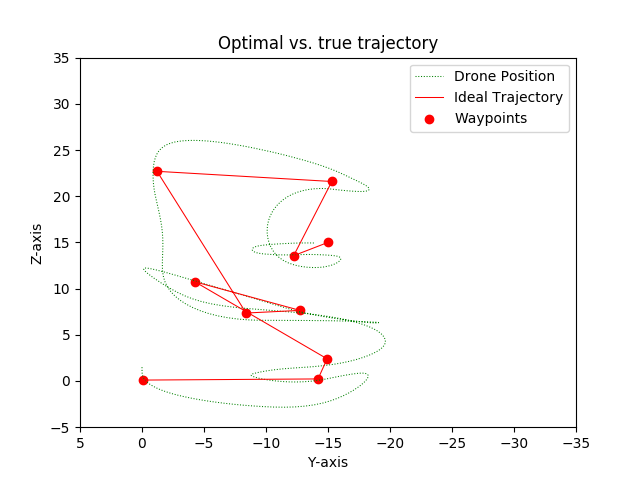 Optimal vs. true trajectory
Drone Position
Ideal Trajectory
Waypoints
Z-axis
35
30
25
20
15
10
5
0
−5
5 0 −5 −10 −15 −20 −25 −30 −35
Y-axis